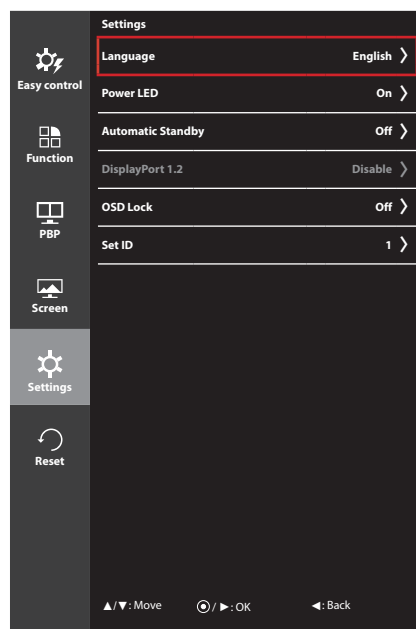 Settings
Easy control
Function
PBP
Screen
Settings
Reset
Language English
Power LED On
Automatic Standby Off
DisplayPort 1.2 Disable
OSD Lock Off
Set ID 1
▲/▼: Move ◉/ ►: OK ◄: Back